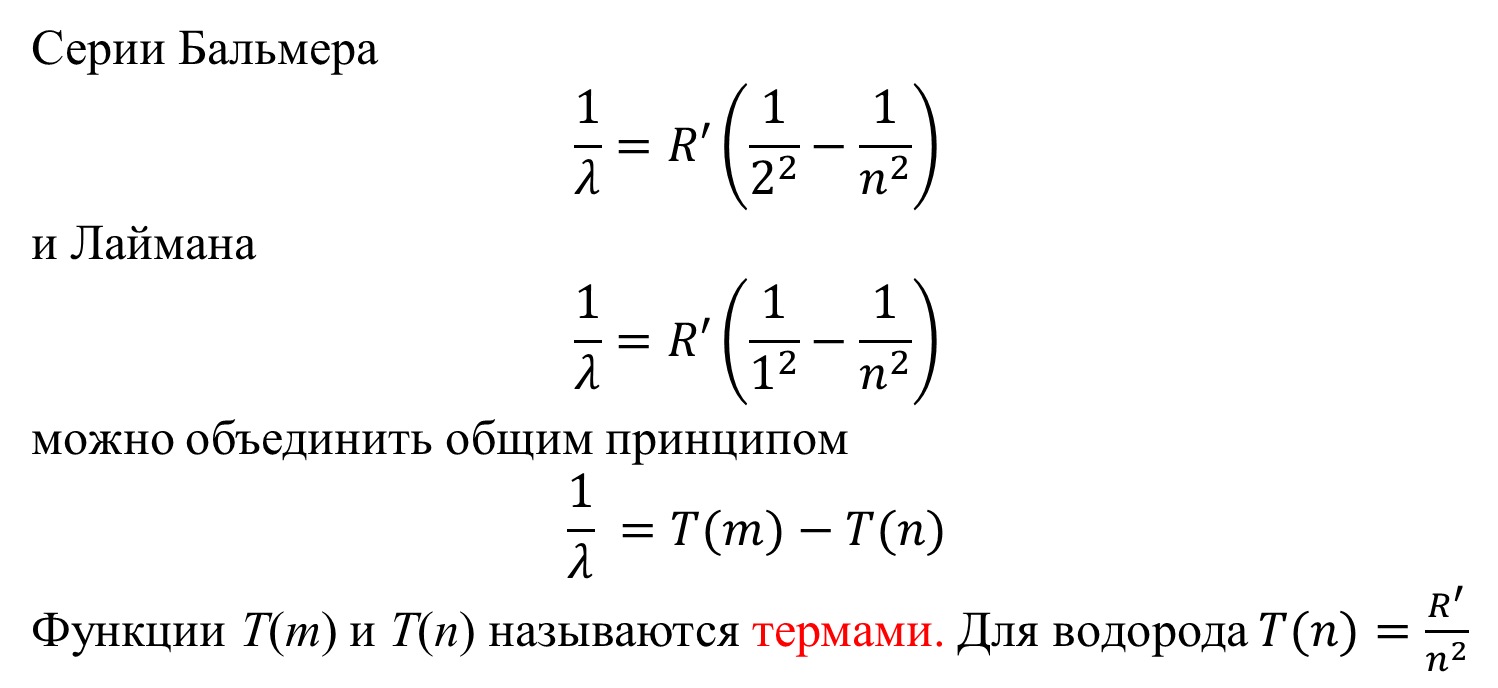 Серии Бальмера
1/λ = R′(1/2² − 1/n²)
и Лаймана
1/λ = R′(1/1² − 1/n²)
можно объединить общим принципом
1/λ = T(m) − T(n)
Функции T(m) и T(n) называются термами. Для водорода T(n) = R′/n²